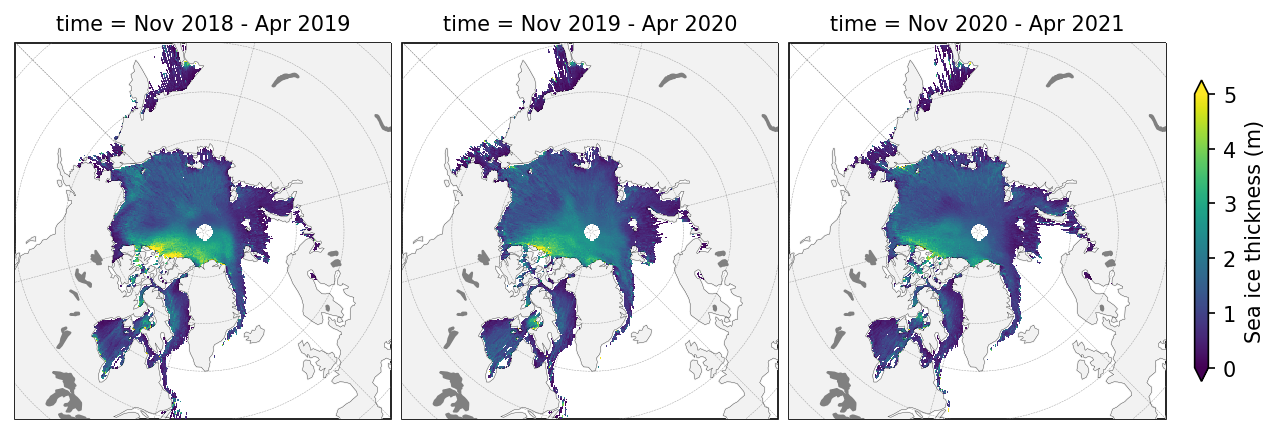 time = Nov 2018 - Apr 2019
time = Nov 2019 - Apr 2020
time = Nov 2020 - Apr 2021
5
4
3
2
1
0
Sea ice thickness (m)